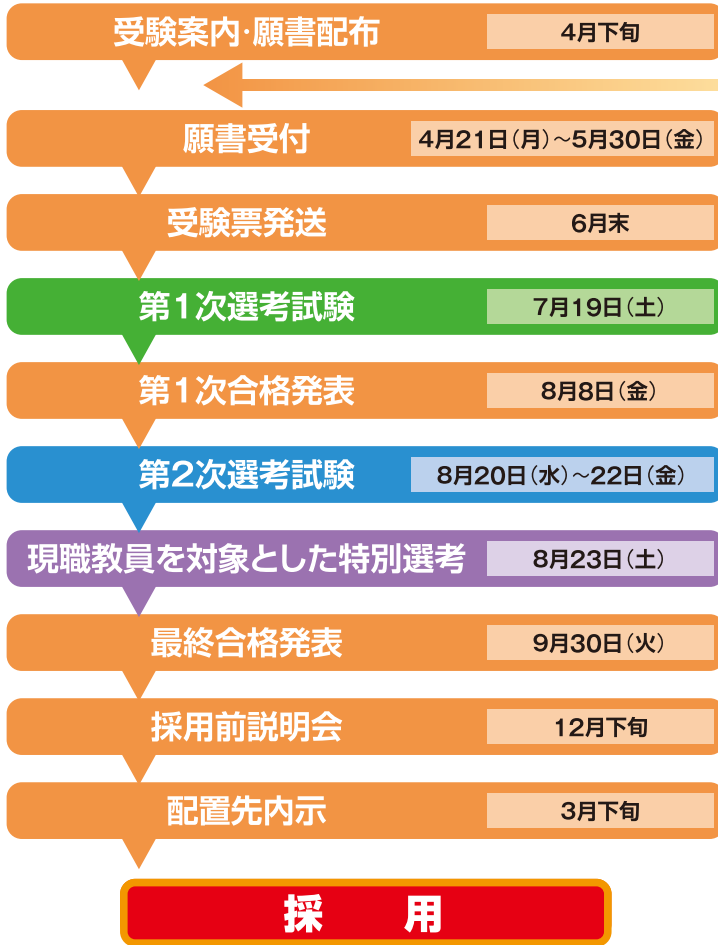 受験案内・願書配布 4月下旬
願書受付 4月21日(月)～5月30日(金)
受験票発送 6月末
第1次選考試験 7月19日(土)
第1次合格発表 8月8日(金)
第2次選考試験 8月20日(水)～22日(金)
現職教員を対象とした特別選考 8月23日(土)
最終合格発表 9月30日(火)
採用前説明会 12月下旬
配置先内示 3月下旬
採用